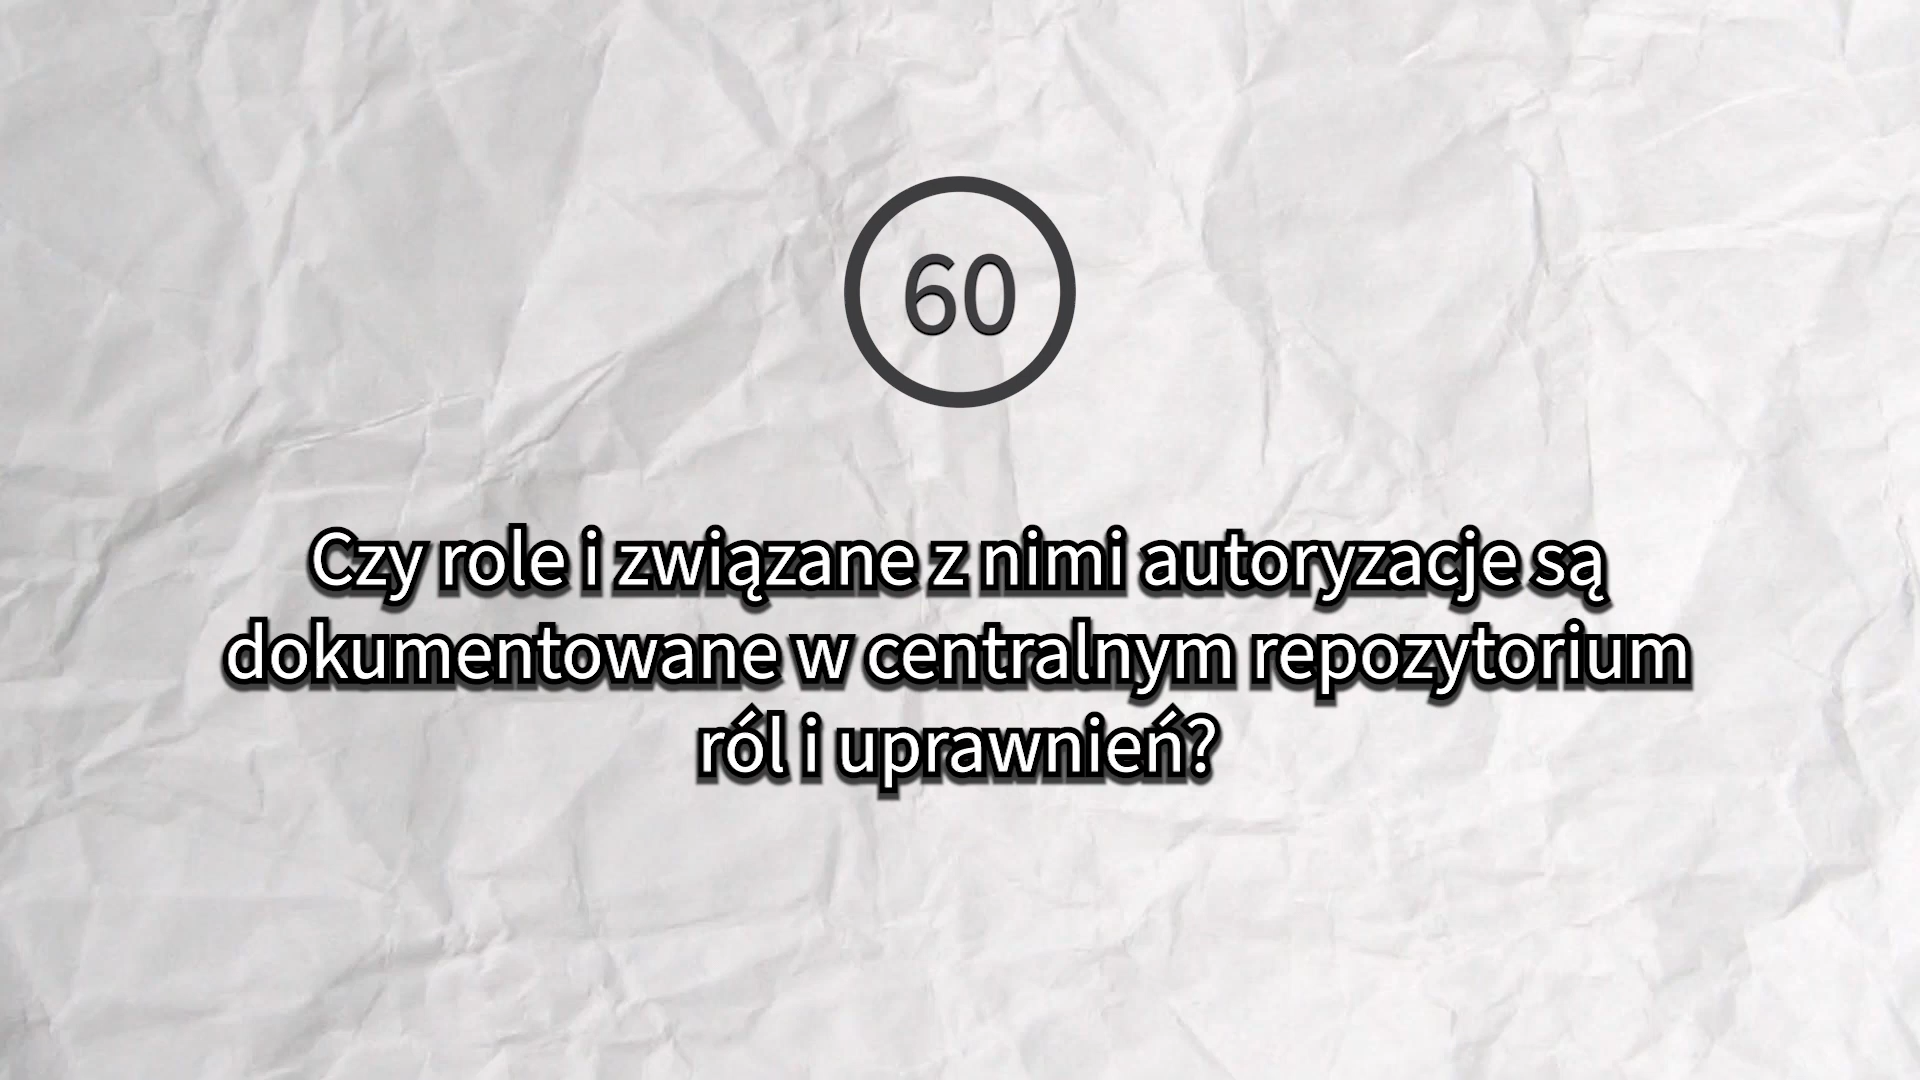 60
Czy role i związane z nimi autoryzacje są
dokumentowane w centralnym repozytorium
ról i uprawnień?